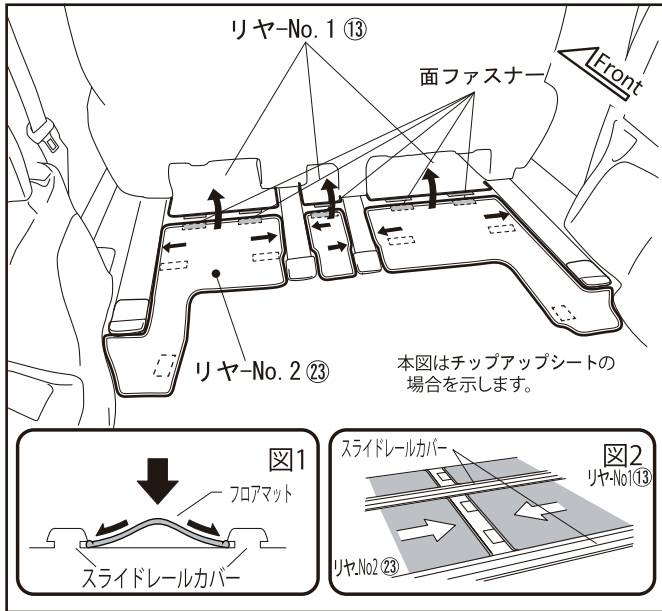 リヤ-No. 1 ⑬
面ファスナー
Front
リヤ-No. 2 ㉓
本図はチップアップシートの
場合を示します。
図1
フロアマット
スライドレールカバー
図2
スライドレールカバー
リヤ-No1⑬
リヤ-No2 ㉓